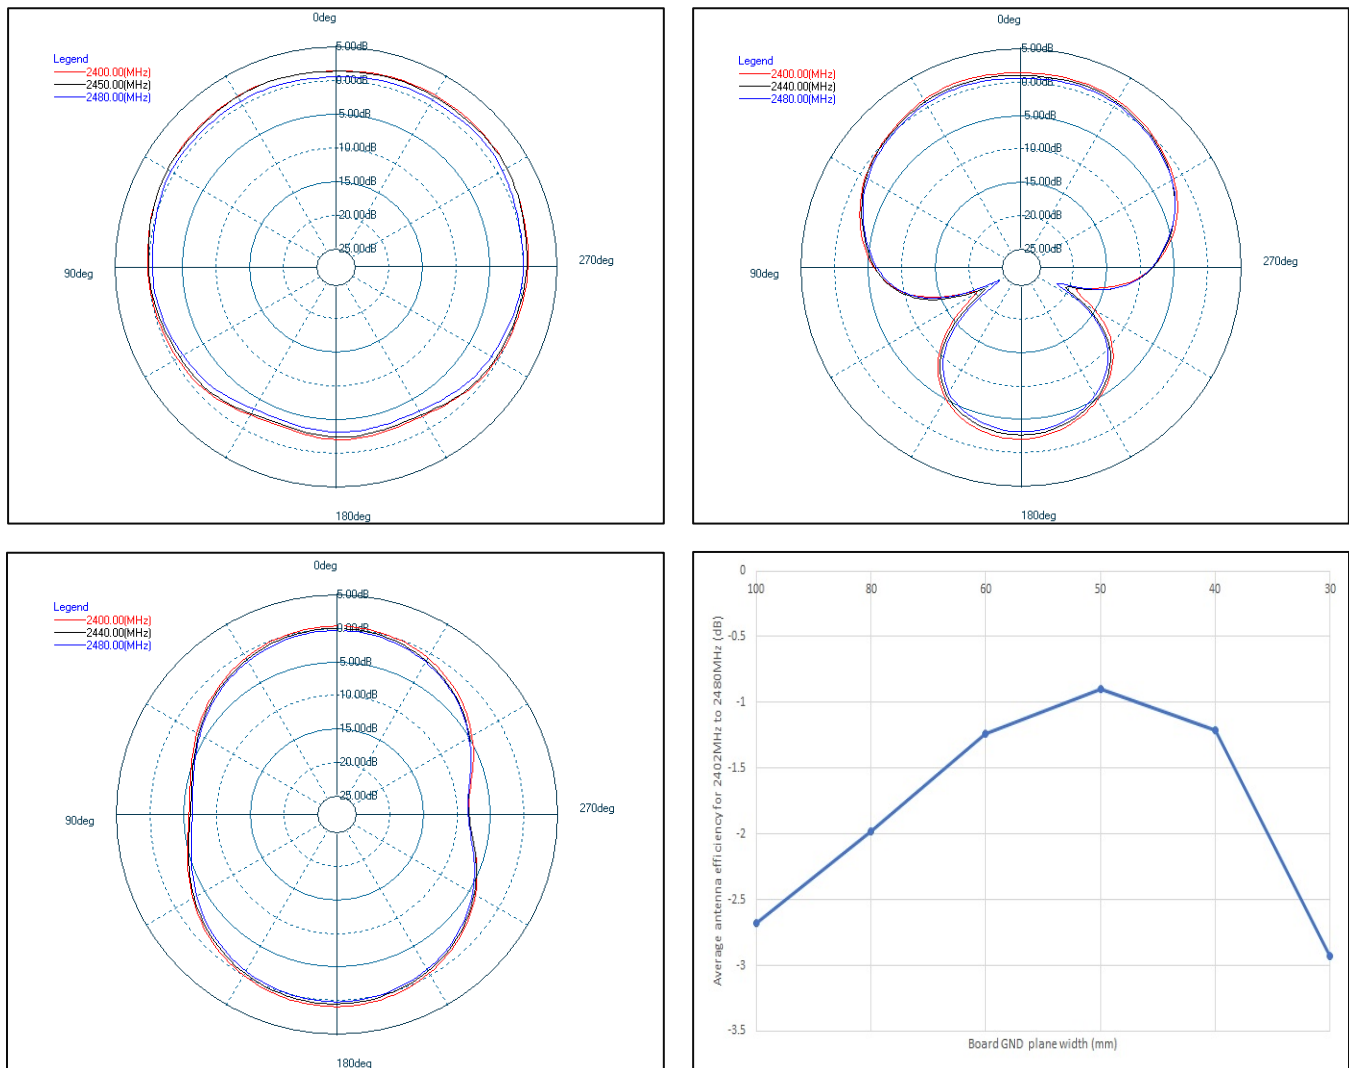 0deg
5.00dB
Legend
2400.00(MHz)
2450.00(MHz)
2480.00(MHz)
0.00dB
5.00dB
10.00dB
15.00dB
20.00dB
25.00dB
90deg
270deg
180deg
0deg
5.00dB
Legend
2400.00(MHz)
2440.00(MHz)
2480.00(MHz)
0.00dB
5.00dB
10.00dB
15.00dB
20.00dB
25.00dB
90deg
270deg
180deg
0deg
5.00dB
Legend
2400.00(MHz)
2440.00(MHz)
2480.00(MHz)
0.00dB
5.00dB
10.00dB
15.00dB
20.00dB
25.00dB
90deg
270deg
180deg
0
100 80 60 50 40 30
-0.5
-1
-1.5
-2
-2.5
-3
-3.5
Average antenna efficiency for 2402MHz to 2480MHz (dB)
Board GND plane width (mm)